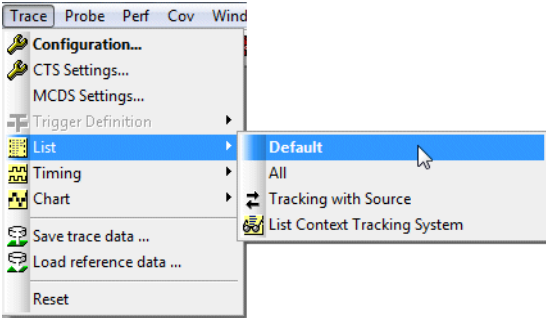 Trace Probe Perf Cov Wind
Configuration...
CTS Settings...
MCDS Settings...
Trigger Definition
List
Timing
Chart
Save trace data ...
Load reference data ...
Reset
Default
All
Tracking with Source
List Context Tracking System